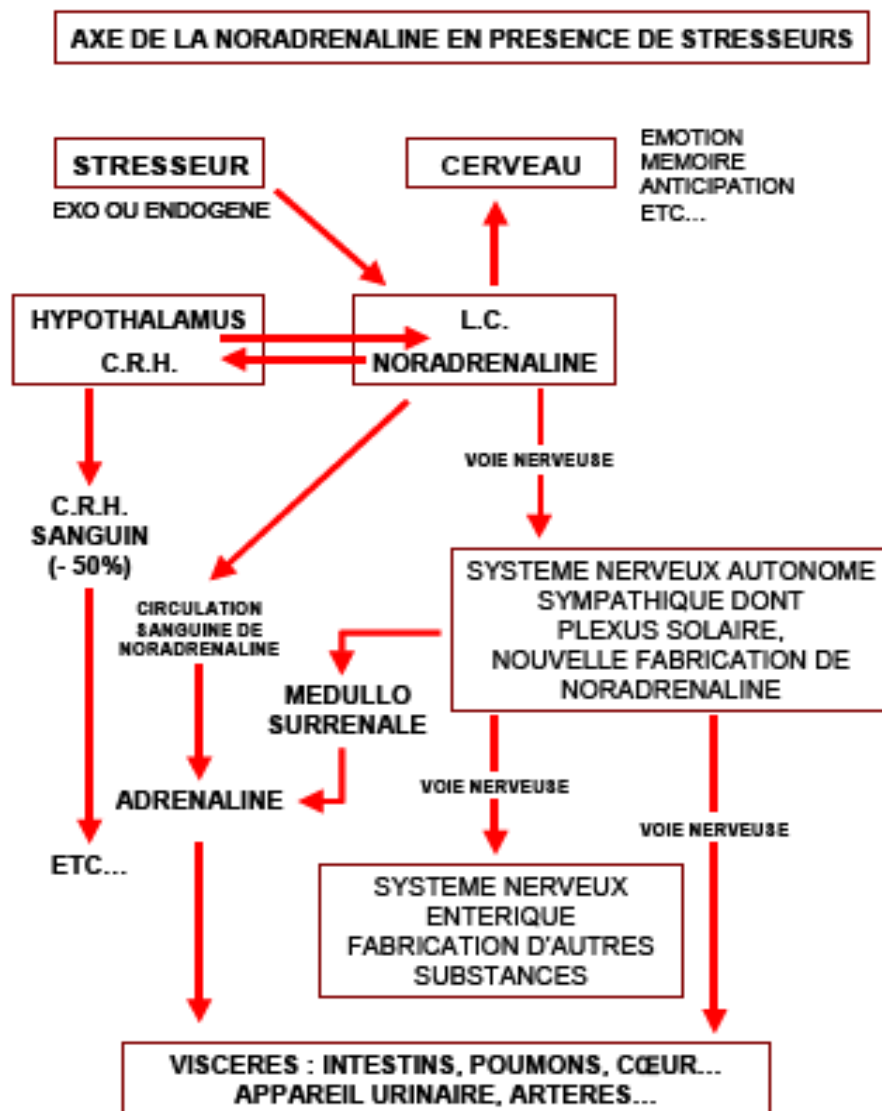 AXE DE LA NORADRENALINE EN PRESENCE DE STRESSEURS
STRESSEUR
EXO OU ENDOGENE
CERVEAU
EMOTION
MEMOIRE
ANTICIPATION
ETC...
HYPOTHALAMUS
C.R.H.
L.C.
NORADRENALINE
VOIE NERVEUSE
C.R.H.
SANGUIN
(- 50%)
CIRCULATION
SANGUINE DE
NORADRENALINE
SYSTEME NERVEUX AUTONOME
SYMPATHIQUE DONT
PLEXUS SOLAIRE,
NOUVELLE FABRICATION DE
NORADRENALINE
MEDULLO
SURRENALE
ADRENALINE
VOIE NERVEUSE
VOIE NERVEUSE
ETC...
SYSTEME NERVEUX
ENTERIQUE
FABRICATION D'AUTRES
SUBSTANCES
VISCERES : INTESTINS, POUMONS, CŒUR...
APPAREIL URINAIRE, ARTERES...